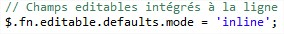 // Champs editables intégrés à la ligne
$.fn.editable.defaults.mode = 'inline';